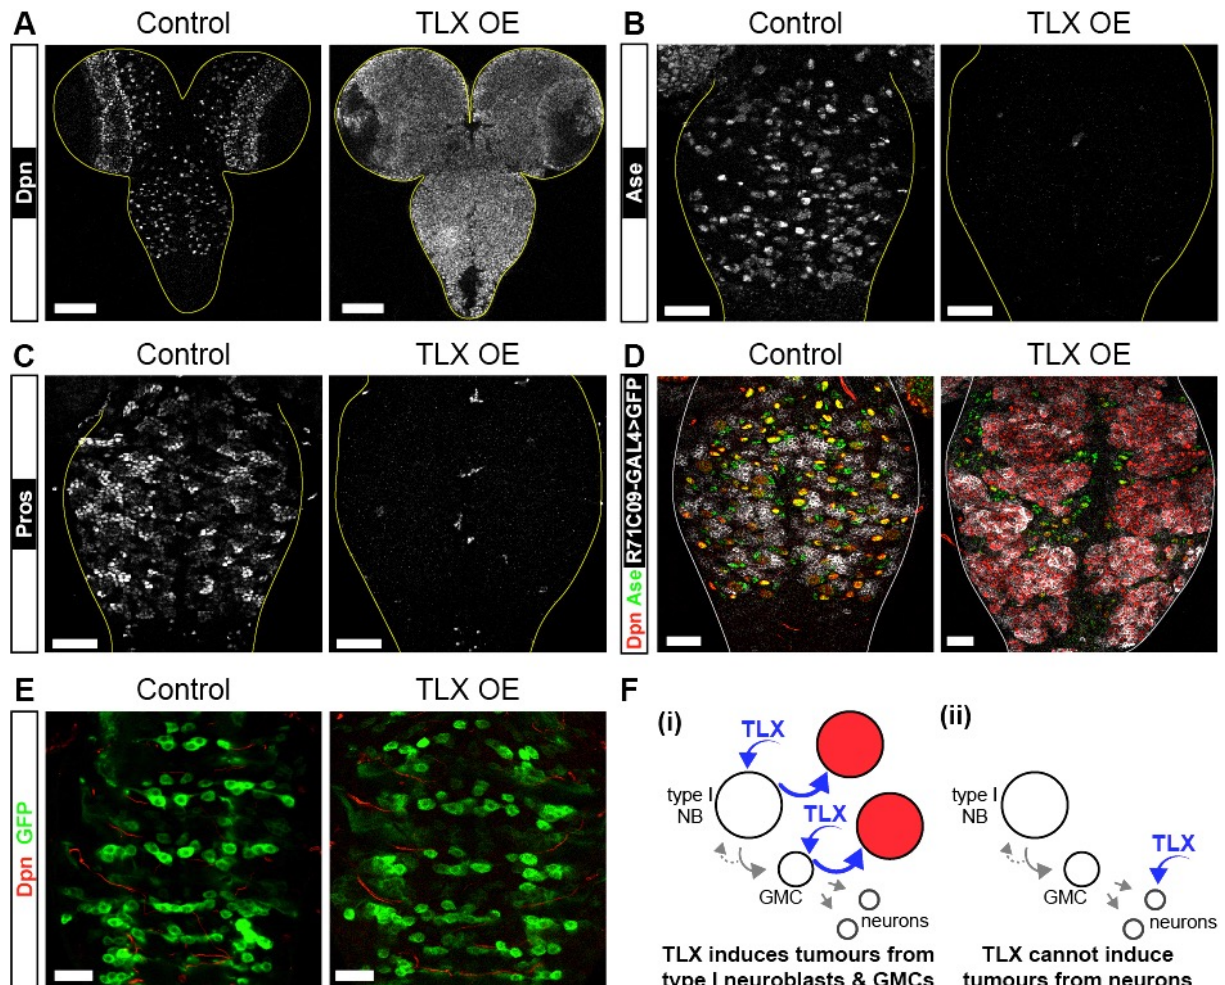 A
Control
TLX OE
Dpn
B
Control
TLX OE
Ase
C
Control
TLX OE
Pros
D
Control
TLX OE
Dpn Ase R71C09-GAL4>GFP
E
Control
TLX OE
Dpn GFP
F
(i)
TLX
type I
NB
TLX
GMC
neurons
TLX induces tumours from
type I neuroblasts & GMCs
(ii)
type I
NB
TLX
GMC
neurons
TLX cannot induce
tumours from neurons